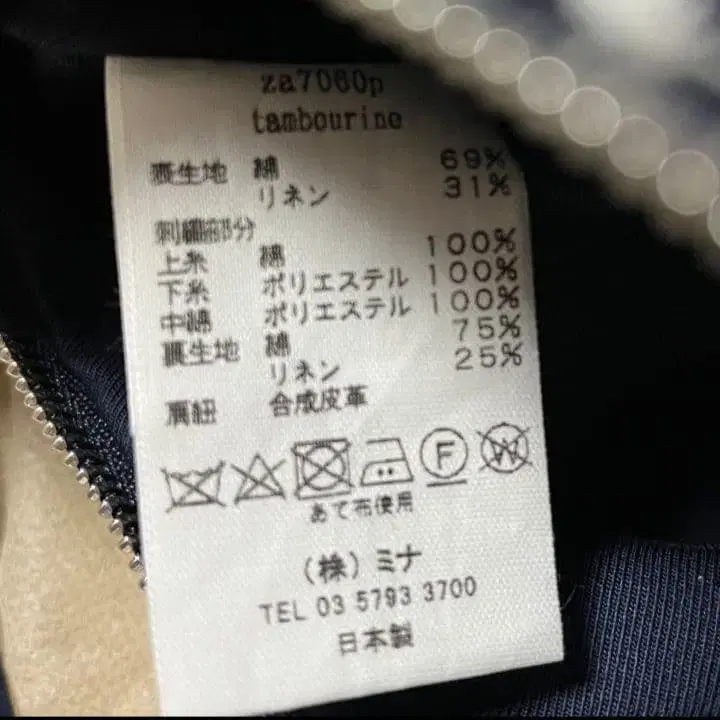 za7060p
tambourine
表生地 綿 69%
リネン 31%
刺繍部分
上糸 綿 100%
下糸 ポリエステル 100%
中綿 ポリエステル 100%
裏生地 綿 75%
リネン 25%
肩紐 合成皮革
F W
あて布使用
(株)ミナ
TEL 03 5793 3700
日本製